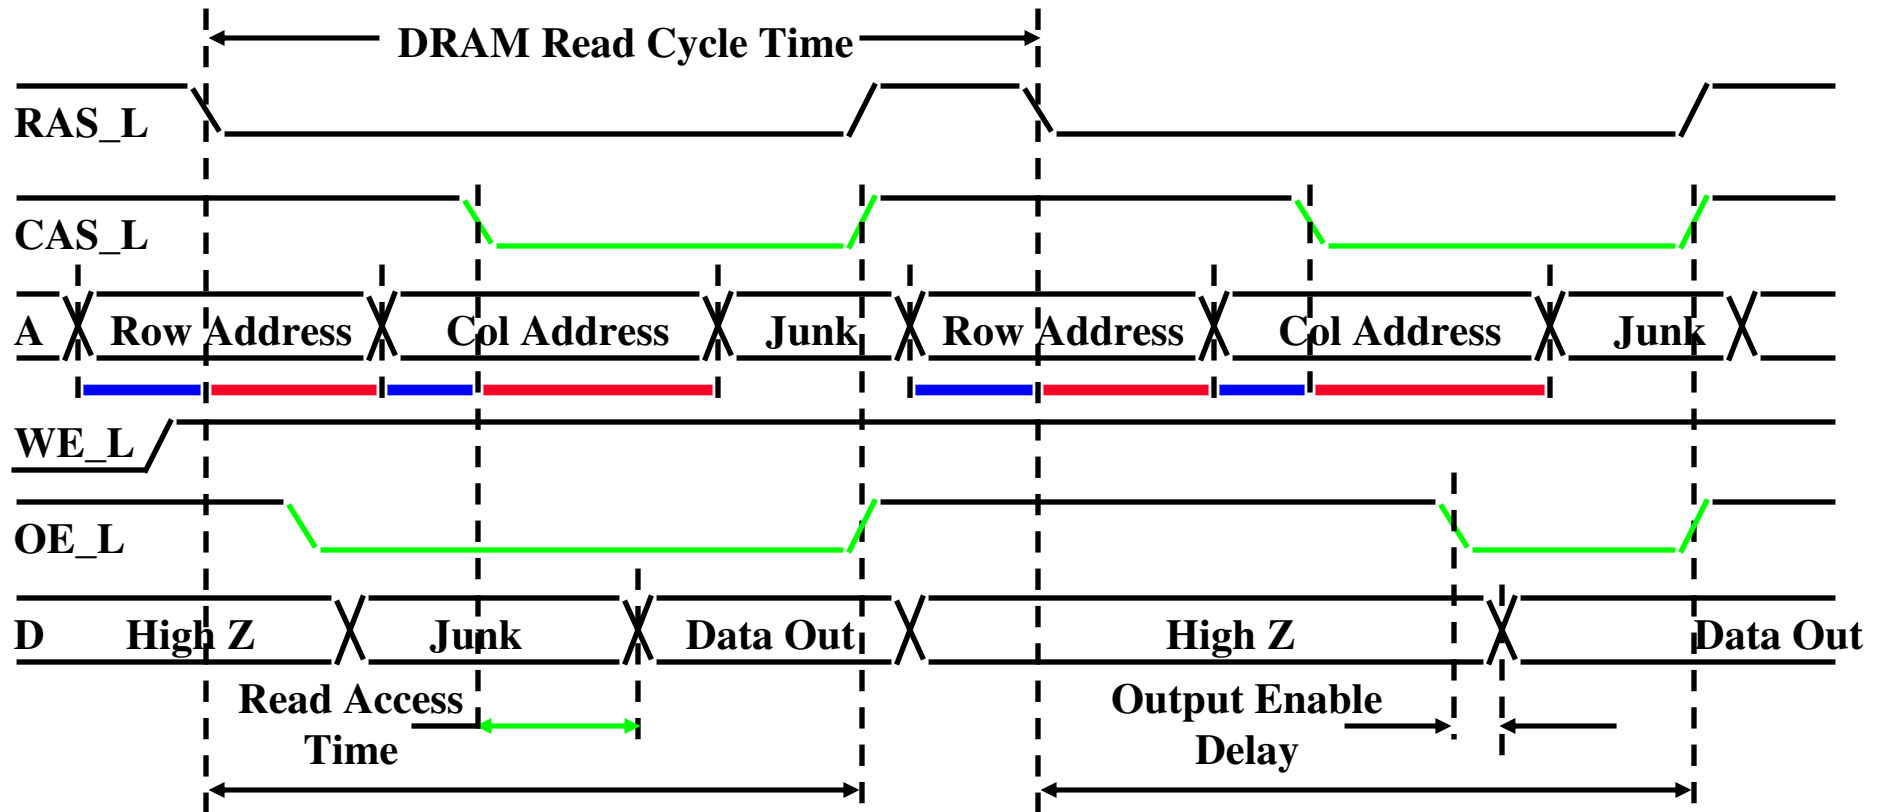 DRAM Read Cycle Time
RAS_L
CAS_L
A Row Address Col Address Junk Row Address Col Address Junk
WE_L
OE_L
D High Z Junk Data Out High Z Data Out
Read Access
Time
Output Enable
Delay